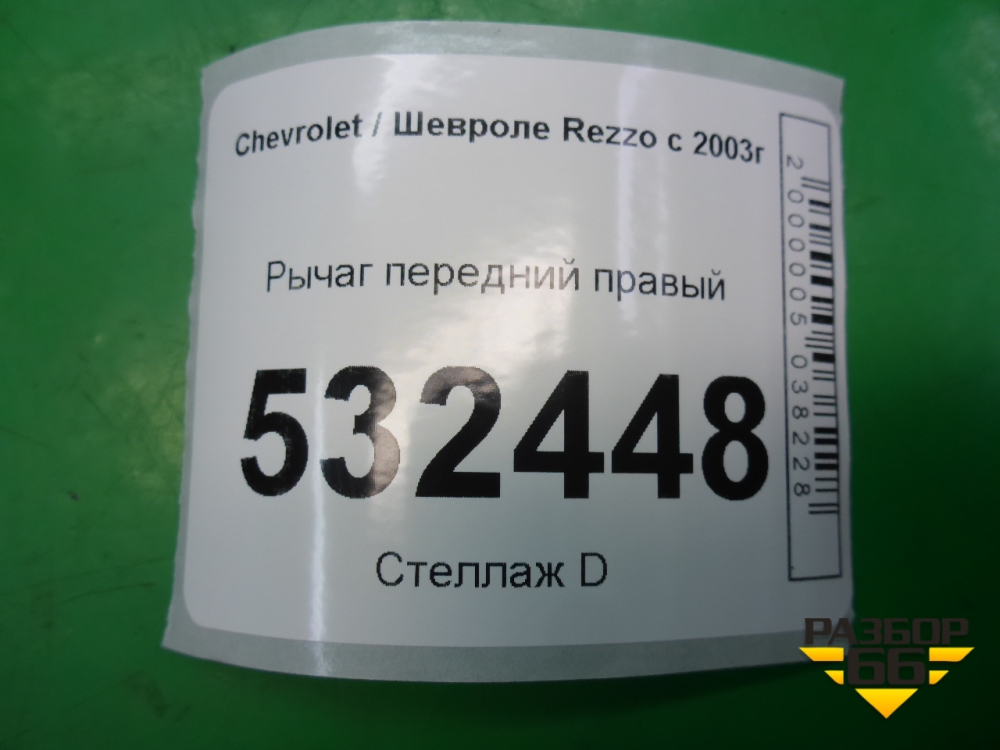 Chevrolet / Шевроле Rezzo с 2003г
Рычаг передний правый
532448
Стеллаж D
2000005038228
РАЗБОР
66